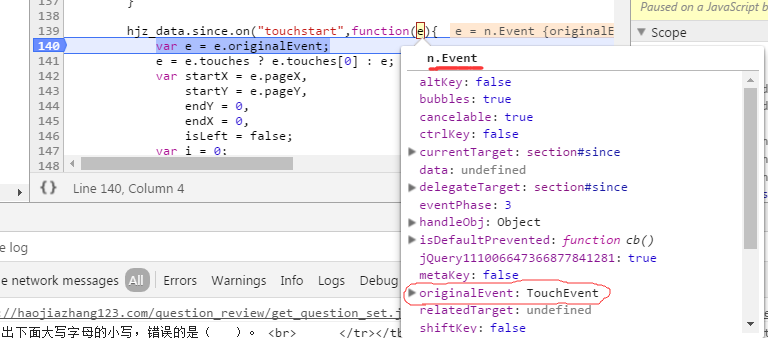 137 }
138
139 hjz_data.since.on("touchstart",function(e){ e = n.Event {originalE
140 var e = e.originalEvent;
141 e = e.touches ? e.touches[0] : e;
142 var startX = e.pageX,
143 startY = e.pageY,
144 endY = 0,
145 endX = 0,
146 isLeft = false;
147 var i = 0;
148
{} Line 140, Column 4
Paused on a JavaScript b
Scope
n.Event
altKey: false
bubbles: true
cancelable: true
ctrlKey: false
currentTarget: section#since
data: undefined
delegateTarget: section#since
eventPhase: 3
handleObj: Object
isDefaultPrevented: function cb()
jQuery111006647366877841281: true
metaKey: false
originalEvent: TouchEvent
relatedTarget: undefined
shiftKey: false
e log
e network messages All Errors Warnings Info Logs Debug
://haojiazhang123.com/question_review/get_question_set.j
出下面大写字母的小写，错误的是（ ）。 <br> </tr></tb